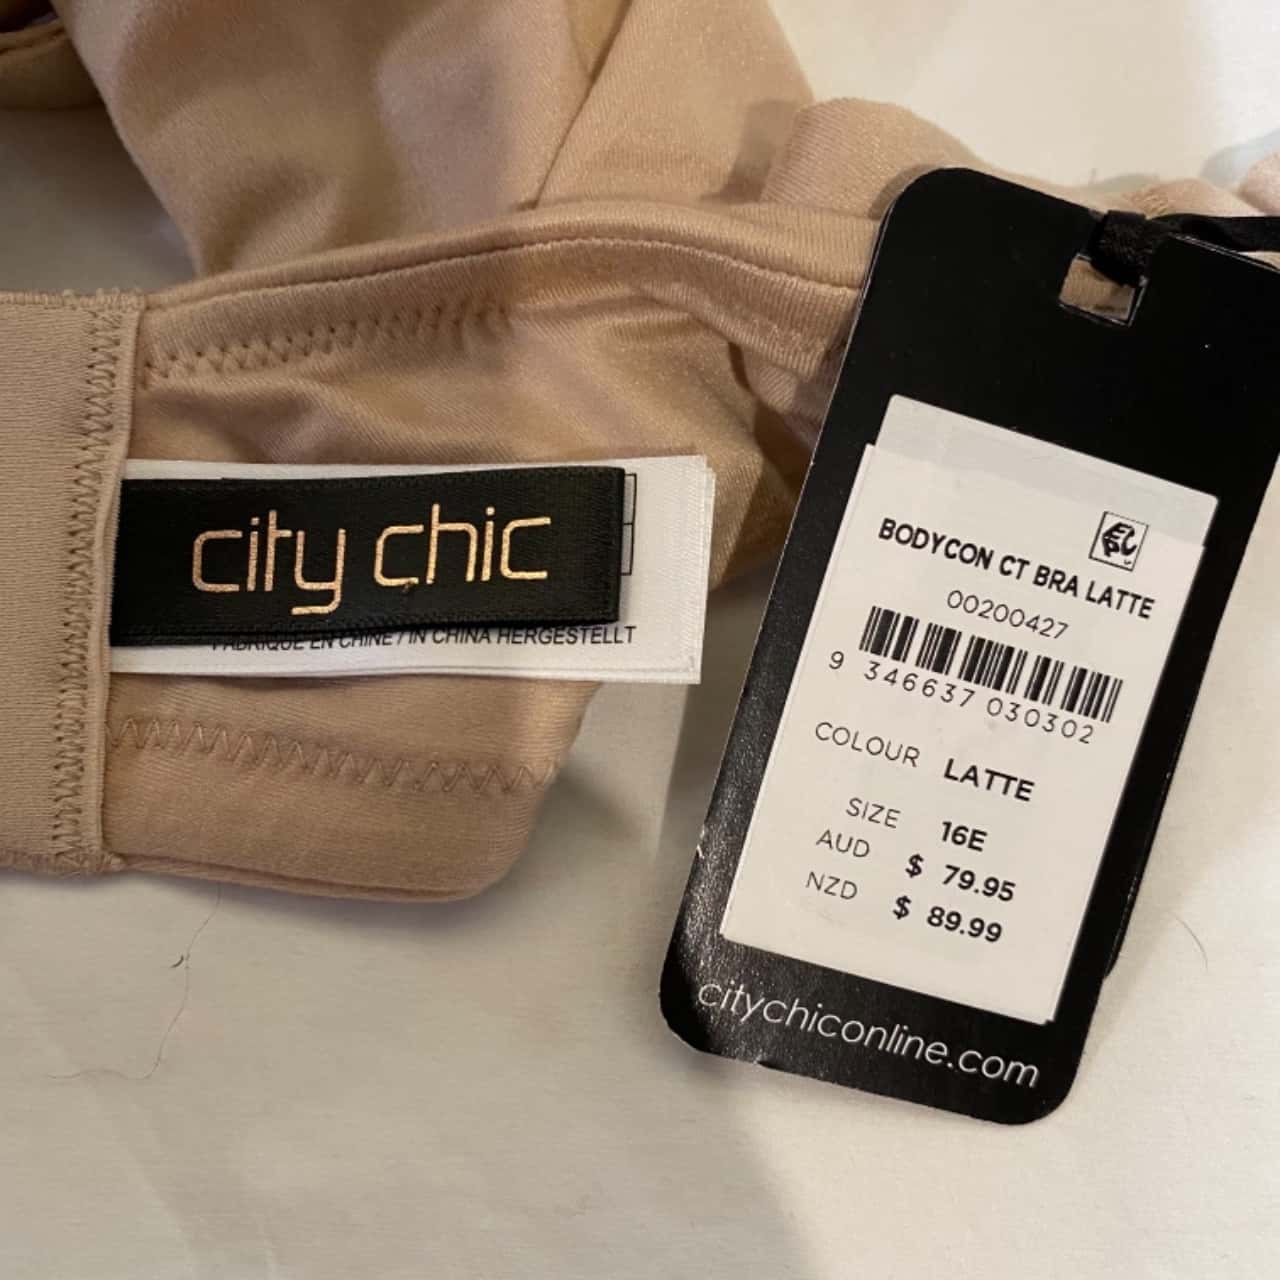 city chic
FABRIQUE EN CHINE / IN CHINA HERGESTELLT
BODYCON CT BRA LATTE
00200427
9 346637 030302
COLOUR LATTE
SIZE 16E
AUD $ 79.95
NZD $ 89.99
citychiconline.com